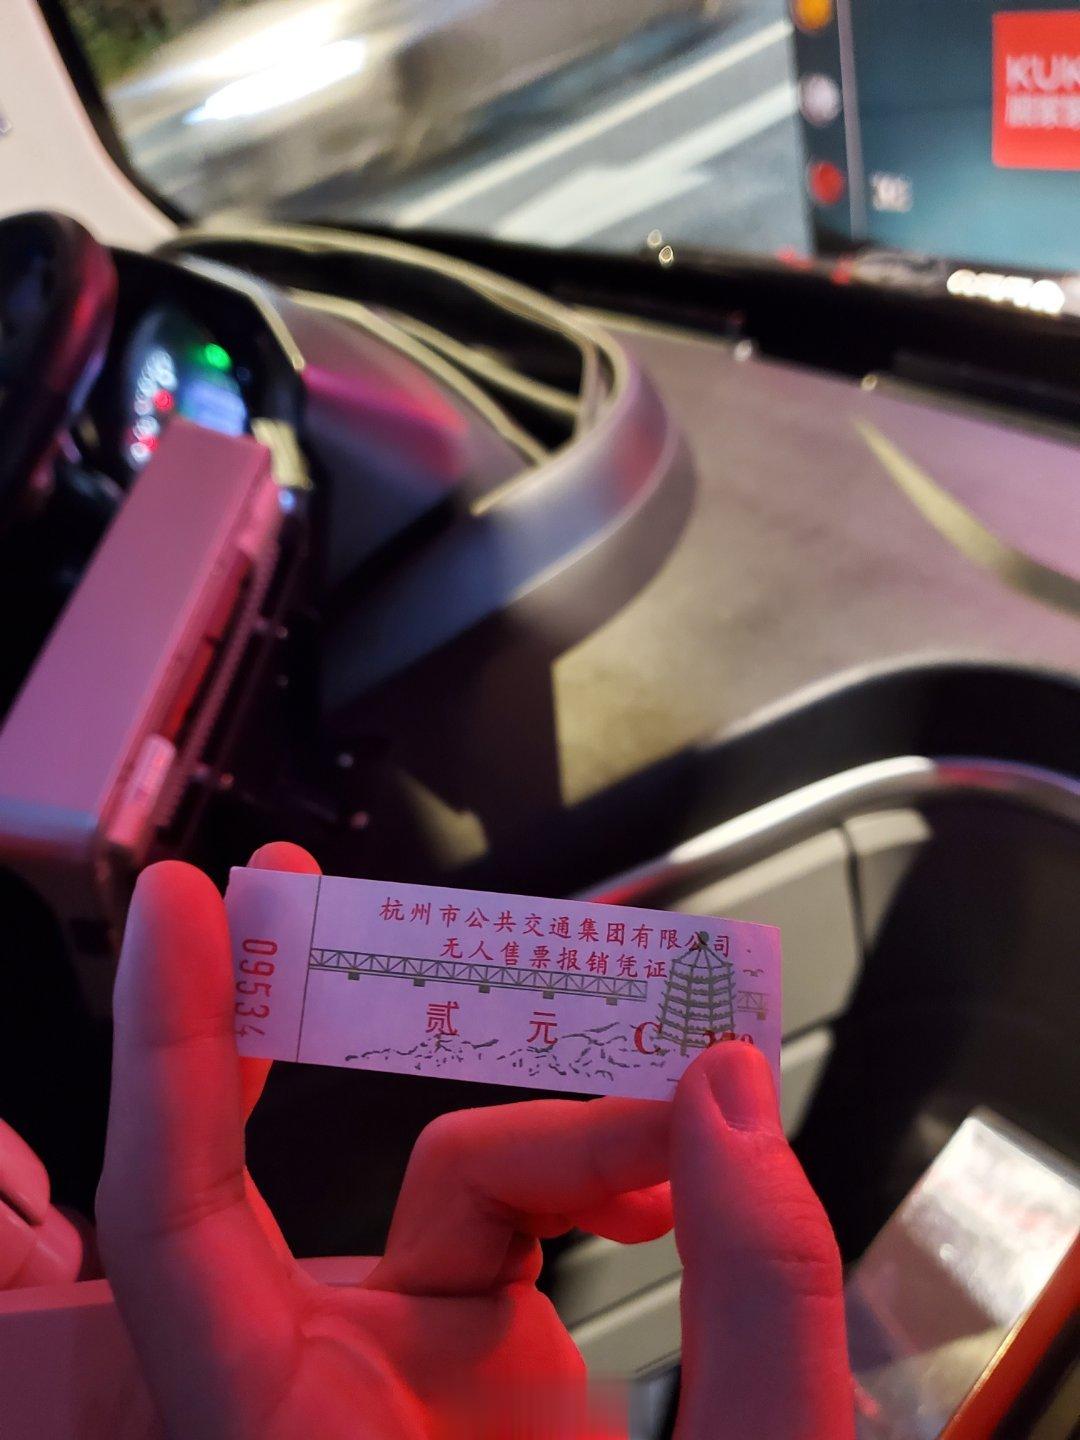 KUK
杭州市公共交通集团有限公司
无人售票报销凭证
贰 元
C
09534